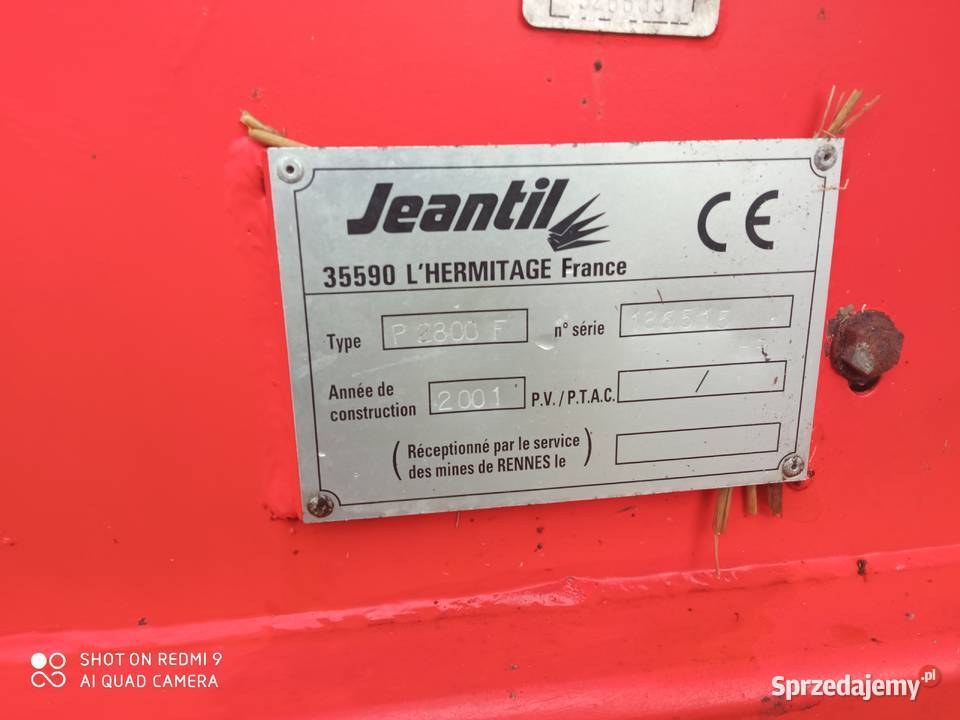 Jeantil
CE
35590 L'HERMITAGE France
Type P 2800 F n° série 186515
Année de construction 2001 P.V./P.T.A.C. /
(Réceptionné par le service
des mines de RENNES le)
SHOT ON REDMI 9
AI QUAD CAMERA
Sprzedajemy.pl